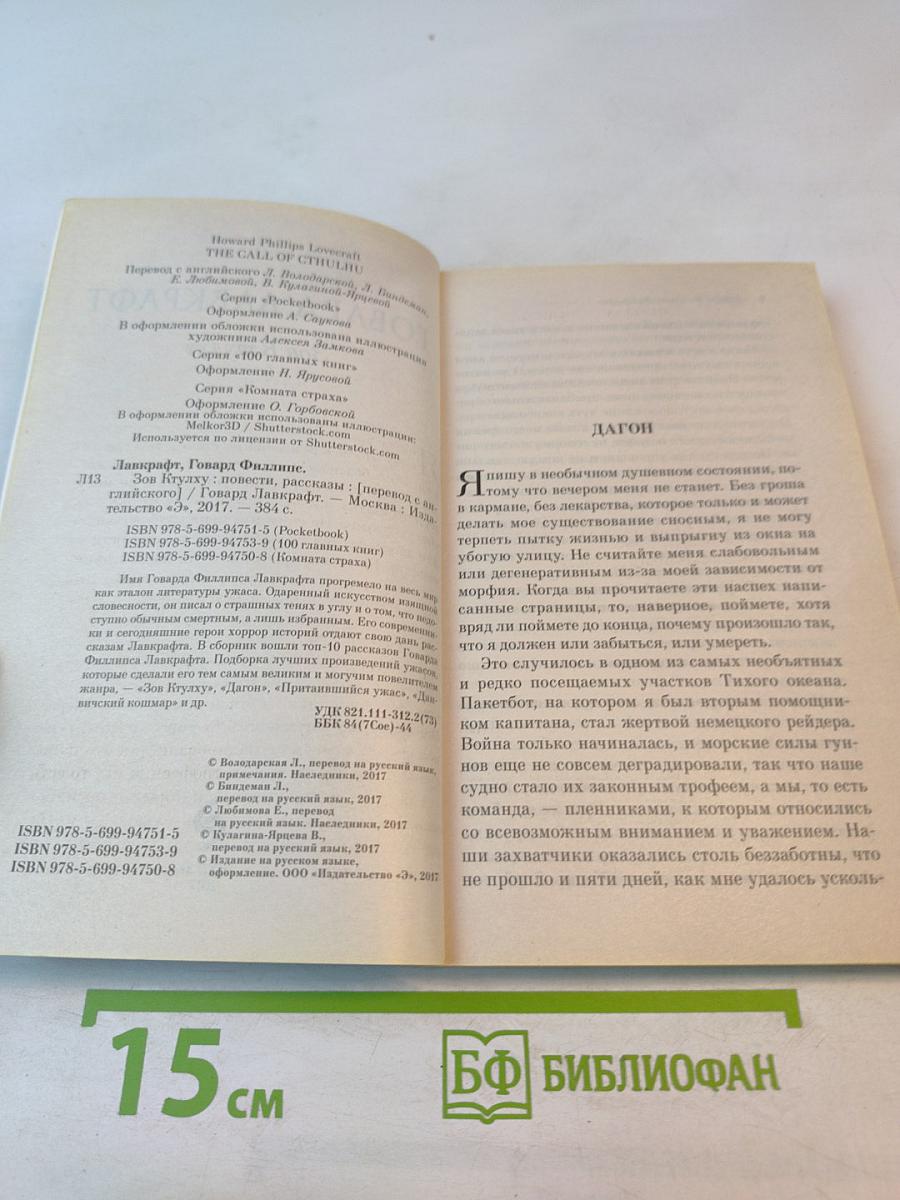 Howard Phillips Lovecraft
THE CALL OF CTHULHU
Перевод с английского Л. Володарской, Л. Биндеман,
Е. Любимовой, В. Кулагиной-Ярцевой
Серия «Pocketbook»
Оформление А. Саукова
В оформлении обложки использована иллюстрация
художника Алексея Замкова
Серия «100 главных книг»
Оформление Н. Ярусовой
Серия «Комната страха»
Оформление О. Горбовской
В оформлении обложки использованы иллюстрации:
Melkor3D / Shutterstock.com
Используется по лицензии от Shutterstock.com
Лавкрафт, Говард Филлипс.
Л13 Зов Ктулху : повести, рассказы : [перевод с ан-
глийского] / Говард Лавкрафт. — Москва : Изда-
тельство «Э», 2017. — 384 с.
ISBN 978-5-699-94751-5 (Pocketbook)
ISBN 978-5-699-94753-9 (100 главных книг)
ISBN 978-5-699-94750-8 (Комната страха)
Имя Говарда Филлипса Лавкрафта прогремело на весь мир
как эталон литературы ужаса. Одаренный искусством изящной
словесности, он писал о страшных тенях в углу и о том, что недо-
ступно обычным смертным, а лишь избранным. Его современни-
ки и сегодняшние герои хоррор историй отдают свою дань рас-
сказам Лавкрафта. В сборник вошли топ-10 рассказов Говарда
Филлипса Лавкрафта. Подборка лучших произведений ужасов,
которые сделали его тем самым великим и могучим повелителем
жанра, — «Зов Ктулху», «Дагон», «Притаившийся ужас», «Дан-
вичский кошмар» и др.
УДК 821.111-312.2(73)
ББК 84(7Сое)-44
© Володарская Л., перевод на русский язык,
примечания. Наследники, 2017
© Биндеман Л.,
перевод на русский язык, 2017
© Любимова Е., перевод
на русский язык. Наследники, 2017
© Кулагина-Ярцева В.,
перевод на русский язык, 2017
© Издание на русском языке,
оформление. ООО «Издательство «Э», 2017
ISBN 978-5-699-94751-5
ISBN 978-5-699-94753-9
ISBN 978-5-699-94750-8
ДАГОН
Я пишу в необычном душевном состоянии, по-
тому что вечером меня не станет. Без гроша
в кармане, без лекарства, которое только и может
делать мое существование сносным, я не могу
терпеть пытку жизнью и выпрыгну из окна на
убогую улицу. Не считайте меня слабовольным
или дегенеративным из-за моей зависимости от
морфия. Когда вы прочитаете эти наспех напи-
санные страницы, то, наверное, поймете, хотя
вряд ли поймете до конца, почему произошло так,
что я должен или забыться, или умереть.
Это случилось в одном из самых необъятных
и редко посещаемых участков Тихого океана.
Пакетбот, на котором я был вторым помощни-
ком капитана, стал жертвой немецкого рейдера.
Война только начиналась, и морские силы гун-
нов еще не совсем деградировали, так что наше
судно стало их законным трофеем, а мы, то есть
команда, — пленниками, к которым относились
со всевозможным вниманием и уважением. На-
ши захватчики оказались столь беззаботны, что
не прошло и пяти дней, как мне удалось усколь-
15 см
БФ БИБЛИОФАН